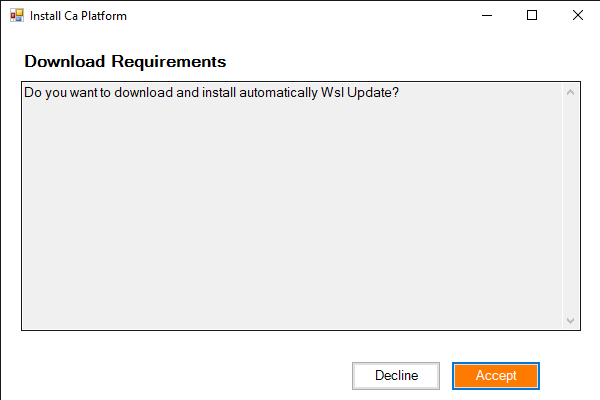 Install Ca Platform
Download Requirements
Do you want to download and install automatically Wsl Update?
Decline
Accept